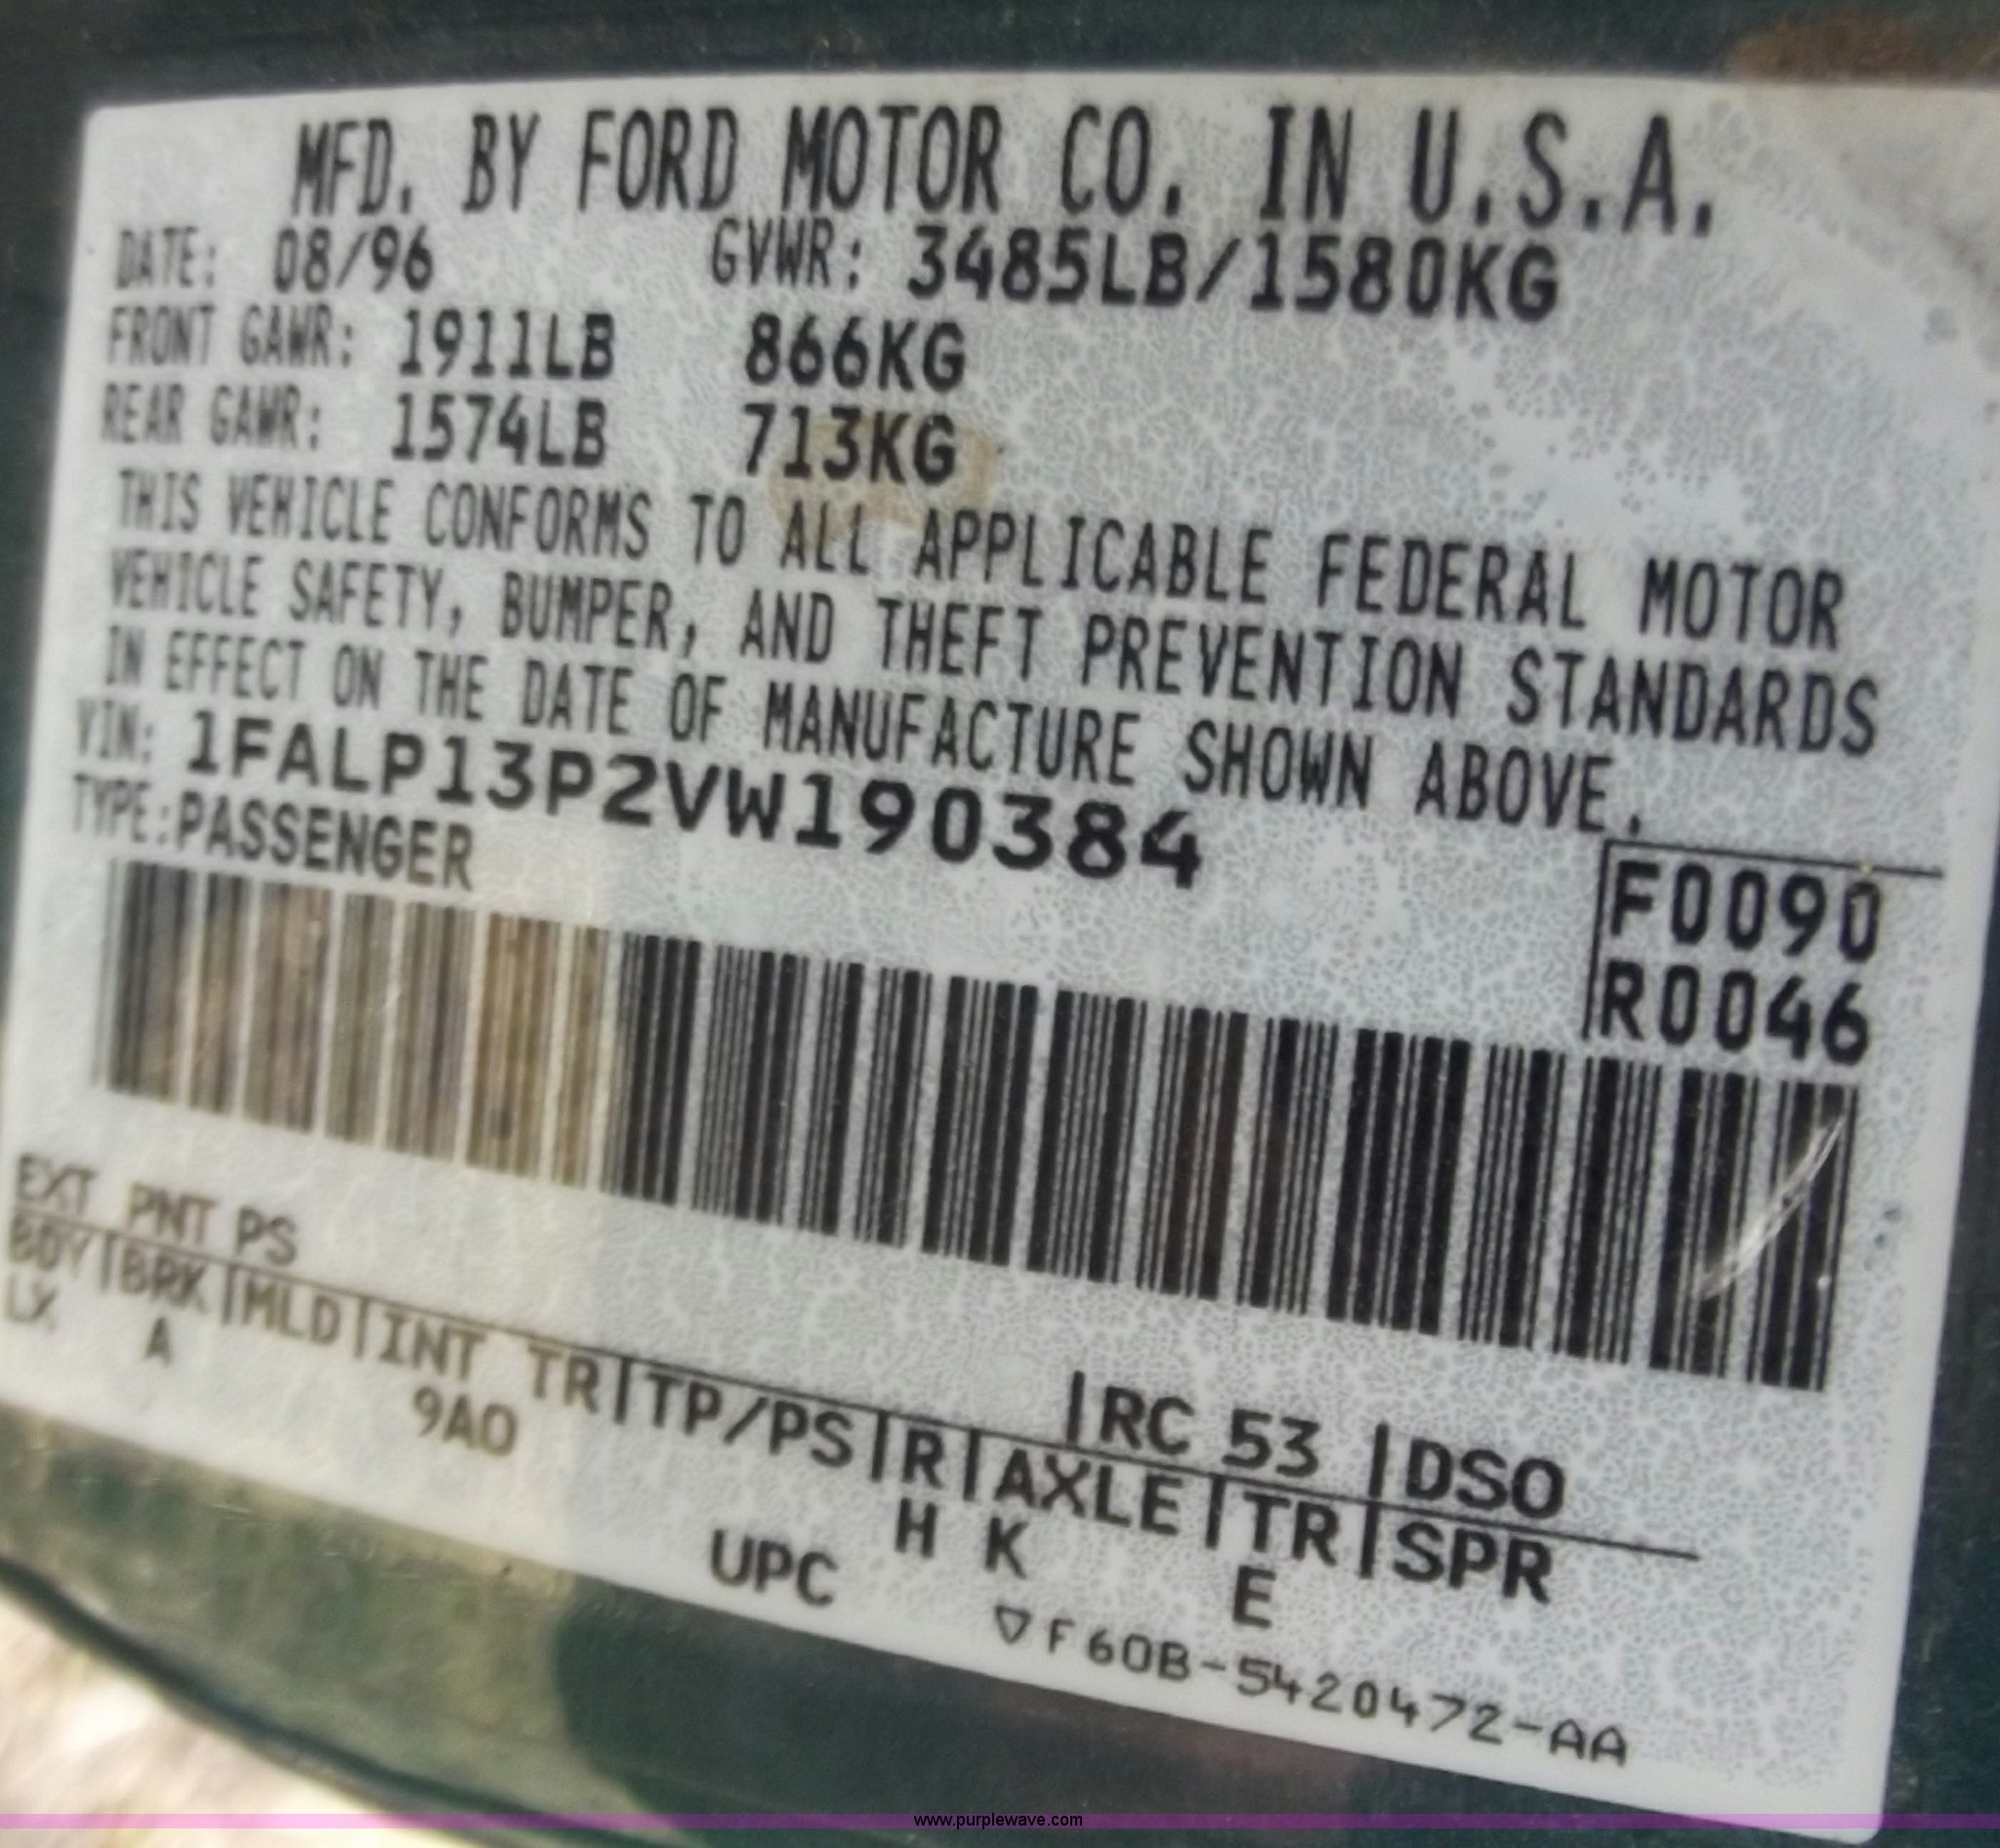 MFD. BY FORD MOTOR CO. IN U.S.A.
DATE: 08/96 GVWR: 3485LB/1580KG
FRONT GAWR: 1911LB 866KG
REAR GAWR: 1574LB 713KG
THIS VEHICLE CONFORMS TO ALL APPLICABLE FEDERAL MOTOR
VEHICLE SAFETY, BUMPER, AND THEFT PREVENTION STANDARDS
IN EFFECT ON THE DATE OF MANUFACTURE SHOWN ABOVE.
VIN: 1FALP13P2VW190384
TYPE:PASSENGER
F0090
R0046
EXT PNT PS |RC 53 |DSO
BDY|BRK|MLD|INT TR|TP/PS|R|AXLE|TR|SPR
LX A 9AO H K E
UPC
▽F60B-5420472-AA
www.purplewave.com